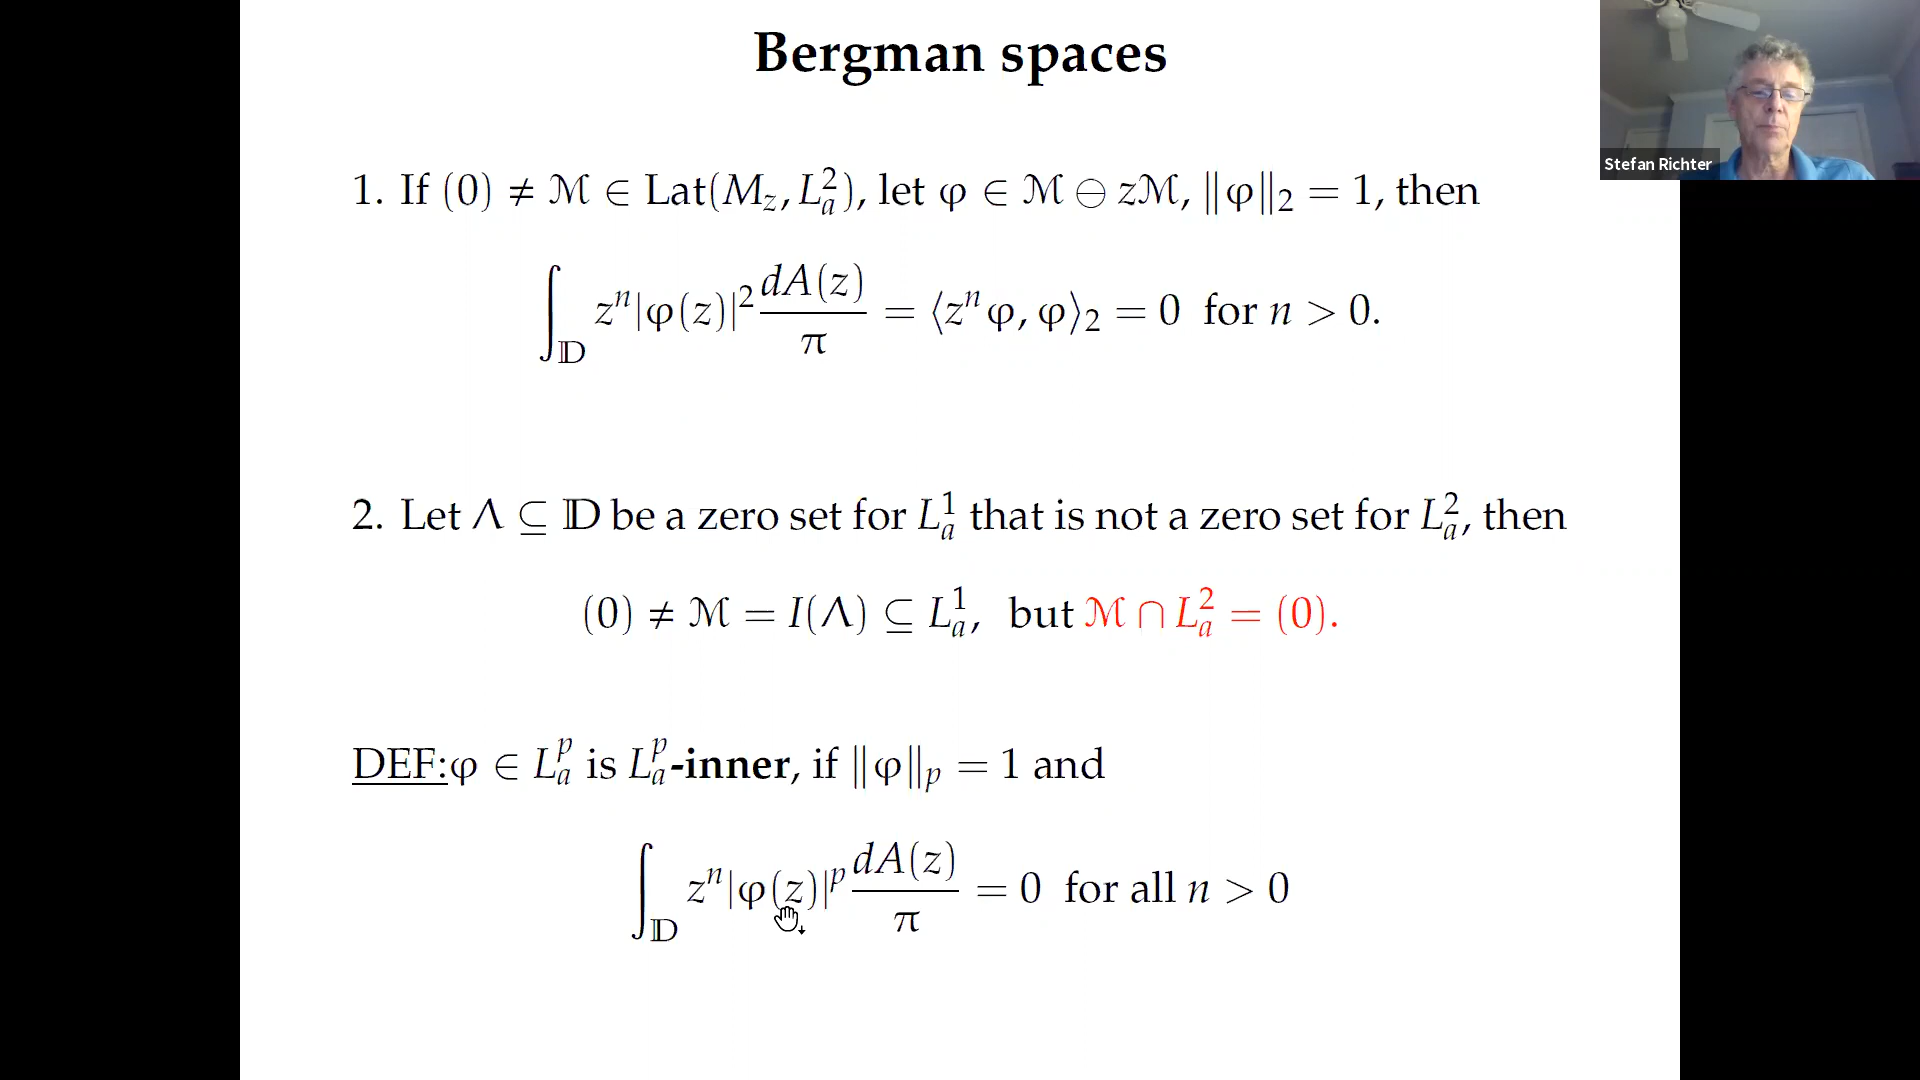 Bergman spaces
Stefan Richter
1. If (0) ≠ ℳ ∈ Lat(M_z, L_a^2), let φ ∈ ℳ ⊖ zℳ, ‖φ‖_2 = 1, then
∫_𝔻 z^n|φ(z)|^2 dA(z)/π = ⟨z^n φ, φ⟩_2 = 0 for n > 0.
2. Let Λ ⊆ 𝔻 be a zero set for L_a^1 that is not a zero set for L_a^2, then
(0) ≠ ℳ = I(Λ) ⊆ L_a^1, but ℳ ∩ L_a^2 = (0).
DEF:φ ∈ L_a^p is L_a^p-inner, if ‖φ‖_p = 1 and
∫_𝔻 z^n|φ(z)|^p dA(z)/π = 0 for all n > 0